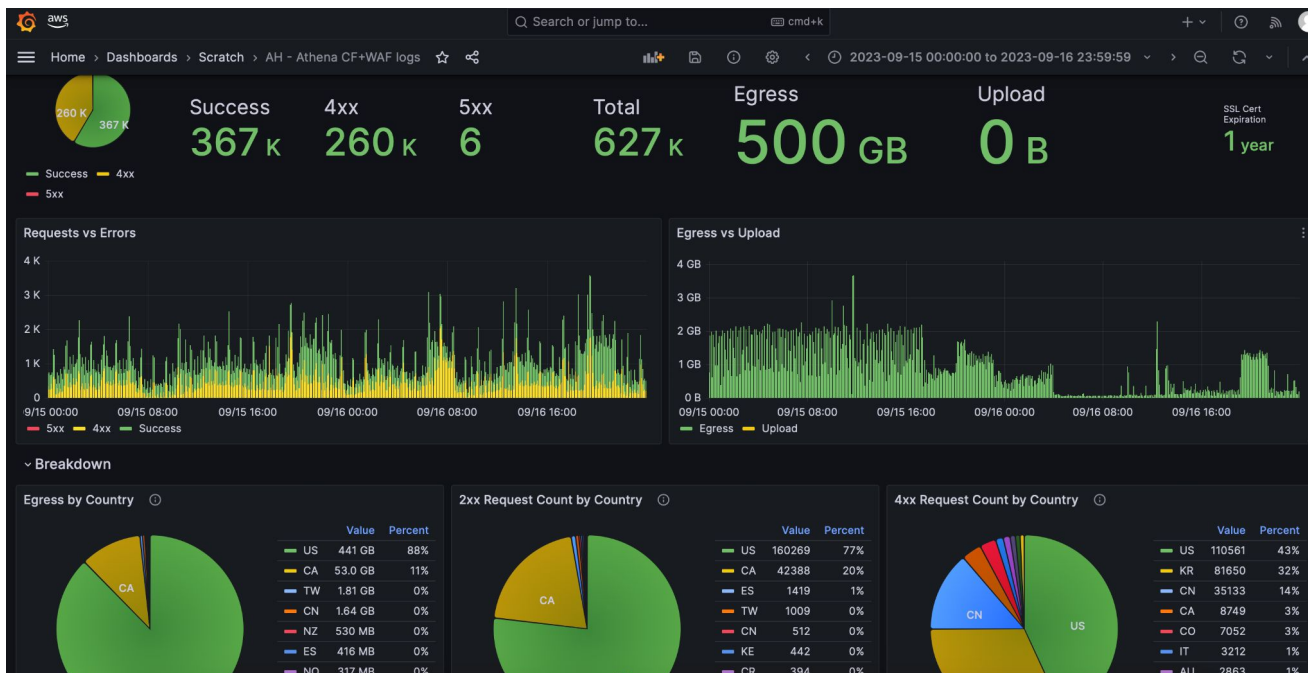 aws
Search or jump to...
cmd+k
Home › Dashboards › Scratch › AH - Athena CF+WAF logs
2023-09-15 00:00:00 to 2023-09-16 23:59:59
260 K
367 K
Success
4xx
5xx
Success
367 K
4xx
260 K
5xx
6
Total
627 K
Egress
500 GB
Upload
0 B
SSL Cert
Expiration
1 year
Requests vs Errors
4 K
3 K
2 K
1 K
0
09/15 00:00 09/15 08:00 09/15 16:00 09/16 00:00 09/16 08:00 09/16 16:00
5xx 4xx Success
Egress vs Upload
4 GB
3 GB
2 GB
1 GB
0 B
09/15 00:00 09/15 08:00 09/15 16:00 09/16 00:00 09/16 08:00 09/16 16:00
Egress Upload
Breakdown
Egress by Country
CA
Value Percent
US 441 GB 88%
CA 53.0 GB 11%
TW 1.81 GB 0%
CN 1.64 GB 0%
NZ 530 MB 0%
ES 416 MB 0%
NO 317 MB 0%
2xx Request Count by Country
CA
Value Percent
US 160269 77%
CA 42388 20%
ES 1419 1%
TW 1009 0%
CN 512 0%
KE 442 0%
CR 394 0%
4xx Request Count by Country
CN
US
Value Percent
US 110561 43%
KR 81650 32%
CN 35133 14%
CA 8749 3%
CO 7052 3%
IT 3212 1%
AU 2863 1%